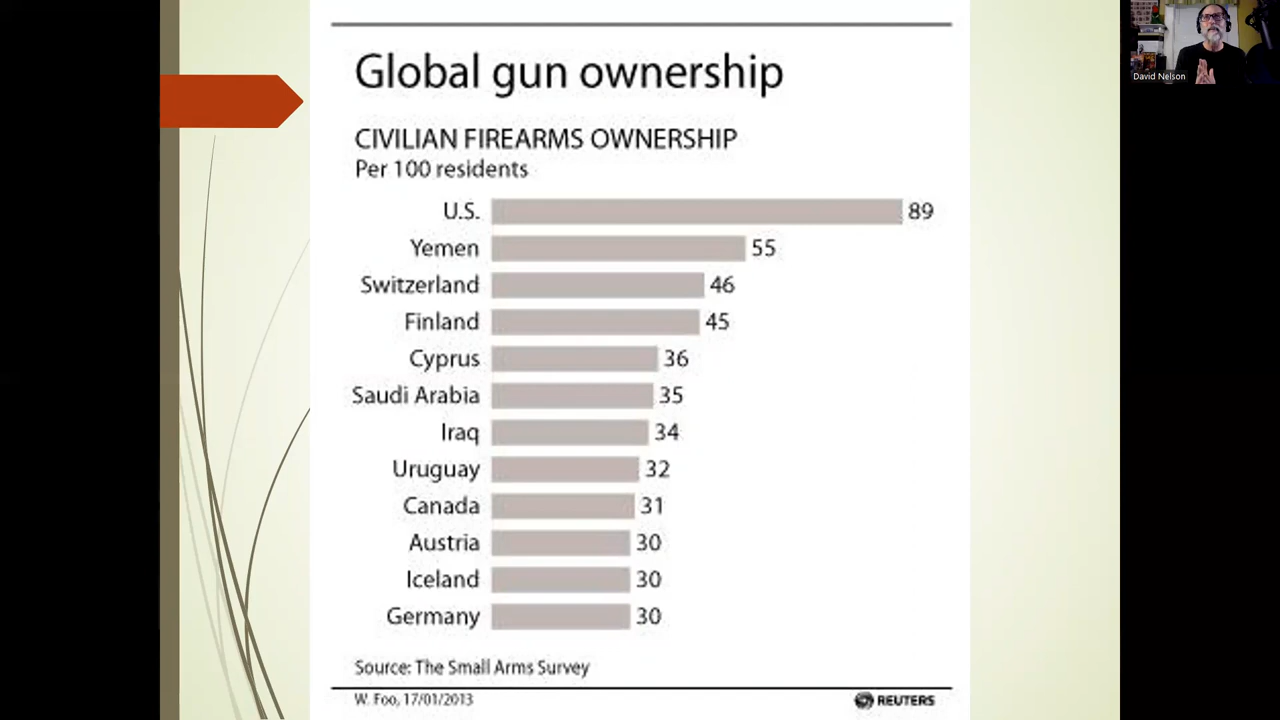 Global gun ownership
CIVILIAN FIREARMS OWNERSHIP
Per 100 residents
U.S. 89
Yemen 55
Switzerland 46
Finland 45
Cyprus 36
Saudi Arabia 35
Iraq 34
Uruguay 32
Canada 31
Austria 30
Iceland 30
Germany 30
Source: The Small Arms Survey
W. Foo, 17/01/2013 REUTERS
David Nelson